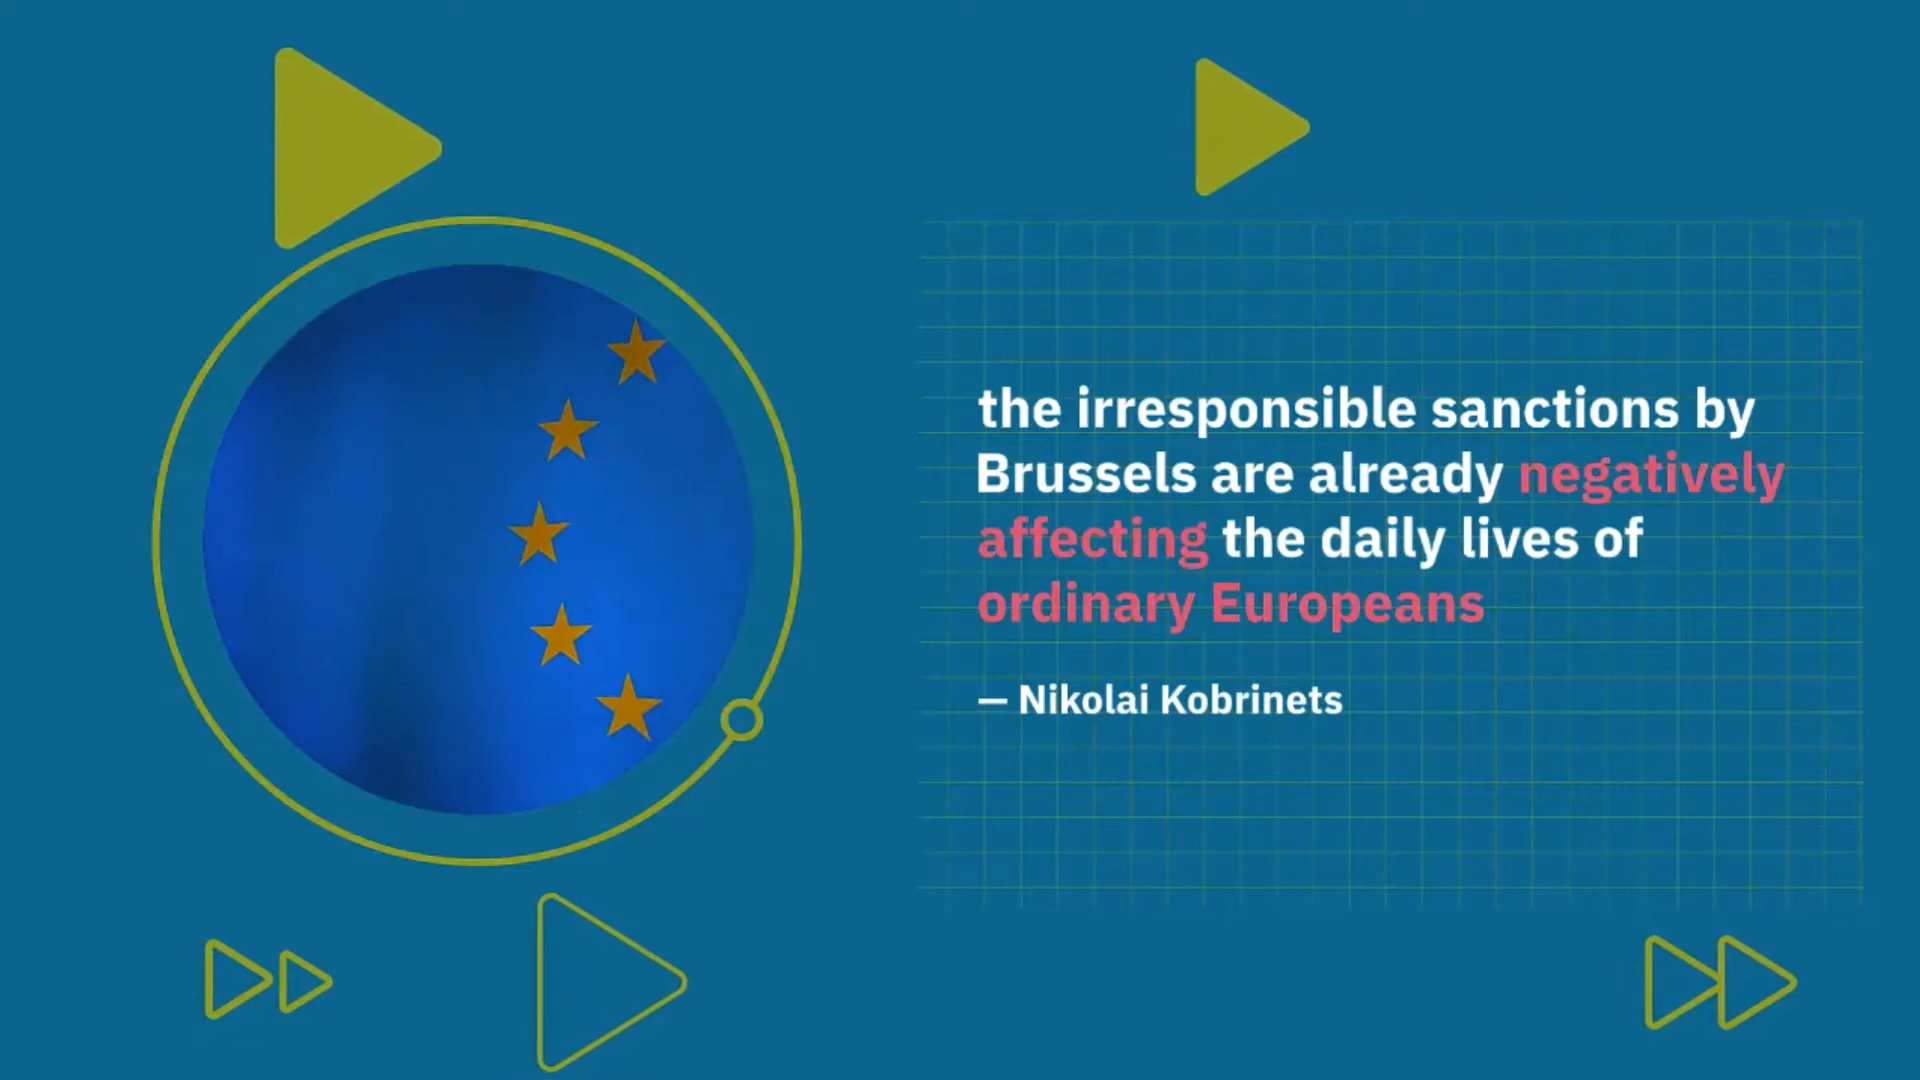 the irresponsible sanctions by
Brussels are already negatively
affecting the daily lives of
ordinary Europeans
— Nikolai Kobrinets